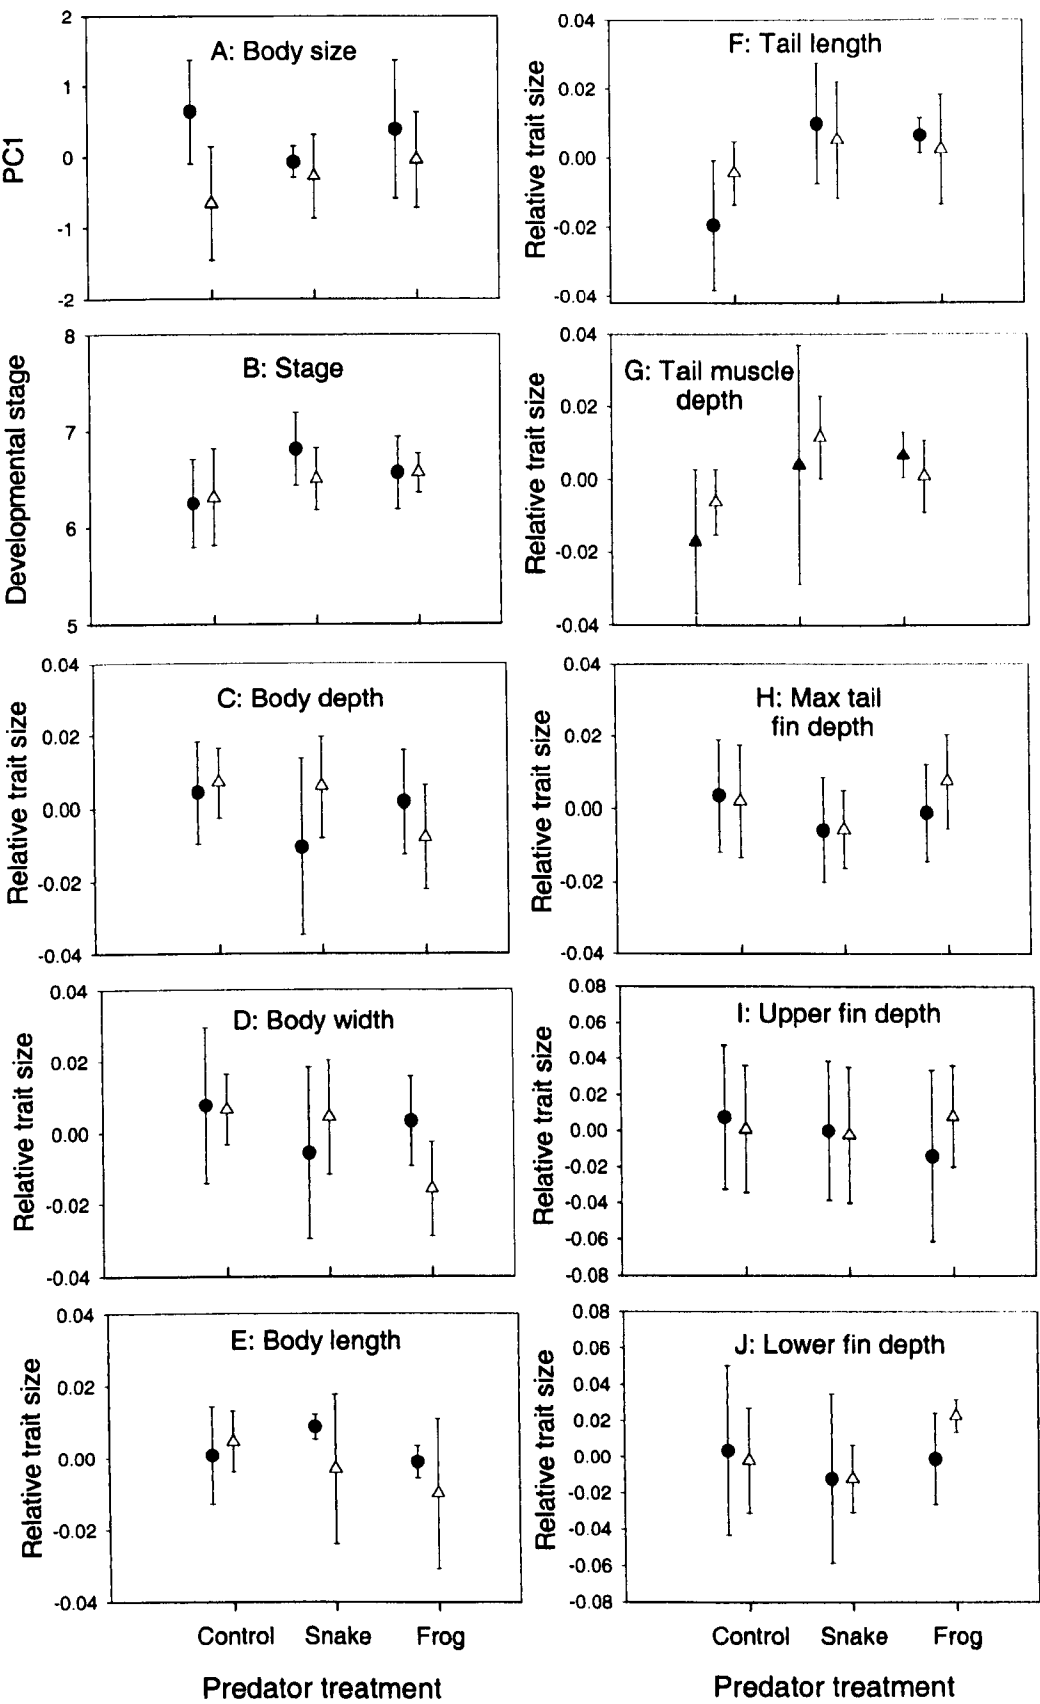 A: Body size
PC1
2
1
0
-1
-2
B: Stage
Developmental stage
8
7
6
5
C: Body depth
Relative trait size
0.04
0.02
0.00
-0.02
-0.04
D: Body width
Relative trait size
0.04
0.02
0.00
-0.02
-0.04
E: Body length
Relative trait size
0.04
0.02
0.00
-0.02
-0.04
Control Snake Frog
Predator treatment
F: Tail length
Relative trait size
0.04
0.02
0.00
-0.02
-0.04
G: Tail muscle
depth
Relative trait size
0.04
0.02
0.00
-0.02
-0.04
H: Max tail
fin depth
Relative trait size
0.04
0.02
0.00
-0.02
-0.04
I: Upper fin depth
Relative trait size
0.08
0.06
0.04
0.02
0.00
-0.02
-0.04
-0.06
-0.08
J: Lower fin depth
Relative trait size
0.08
0.06
0.04
0.02
0.00
-0.02
-0.04
-0.06
-0.08
Control Snake Frog
Predator treatment